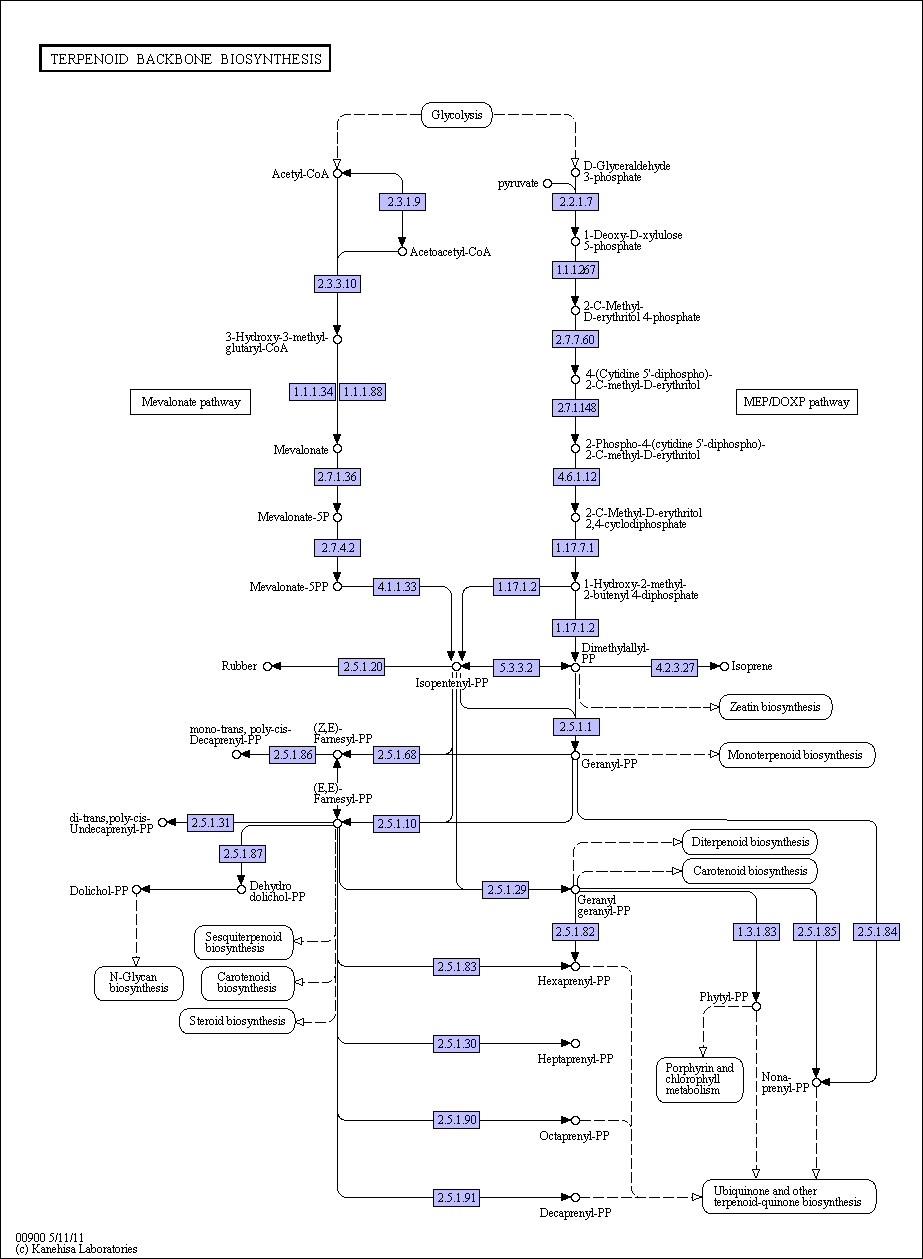 TERPENOID BACKBONE BIOSYNTHESIS
Glycolysis
Acetyl-CoA
D-Glyceraldehyde
3-phosphate
pyruvate
2.3.1.9
2.2.1.7
1-Deoxy-D-xylulose
5-phosphate
Acetoacetyl-CoA
1.1.1.267
2.3.3.10
2-C-Methyl-
D-erythritol 4-phosphate
3-Hydroxy-3-methyl-
glutaryl-CoA
2.7.7.60
4-(Cytidine 5'-diphospho)-
2-C-methyl-D-erythritol
1.1.1.34
1.1.1.88
Mevalonate pathway
MEP/DOXP pathway
2.7.1.148
Mevalonate
2-Phospho-4-(cytidine 5'-diphospho)-
2-C-methyl-D-erythritol
2.7.1.36
4.6.1.12
Mevalonate-5P
2-C-Methyl-D-erythritol
2,4-cyclodiphosphate
2.7.4.2
1.17.7.1
Mevalonate-5PP
4.1.1.33
1.17.1.2
1-Hydroxy-2-methyl-
2-butenyl 4-diphosphate
1.17.1.2
Dimethylallyl-
PP
Rubber
2.5.1.20
Isopentenyl-PP
5.3.3.2
4.2.3.27
Isoprene
Zeatin biosynthesis
2.5.1.1
mono-trans, poly-cis-
Decaprenyl-PP
2.5.1.86
(Z,E)-
Farnesyl-PP
2.5.1.68
Geranyl-PP
Monoterpenoid biosynthesis
(E,E)-
Farnesyl-PP
di-trans,poly-cis-
Undecaprenyl-PP
2.5.1.31
2.5.1.10
2.5.1.87
Diterpenoid biosynthesis
Carotenoid biosynthesis
Dolichol-PP
Dehydro
dolichol-PP
2.5.1.29
Geranyl
geranyl-PP
2.5.1.82
1.3.1.83
2.5.1.85
2.5.1.84
Sesquiterpenoid
biosynthesis
N-Glycan
biosynthesis
Carotenoid
biosynthesis
2.5.1.83
Hexaprenyl-PP
Phytyl-PP
Steroid biosynthesis
2.5.1.30
Heptaprenyl-PP
Porphyrin and
chlorophyll
metabolism
Nona-
prenyl-PP
2.5.1.90
Octaprenyl-PP
2.5.1.91
Decaprenyl-PP
Ubiquinone and other
terpenoid-quinone biosynthesis
00900 5/11/11
(c) Kanehisa Laboratories